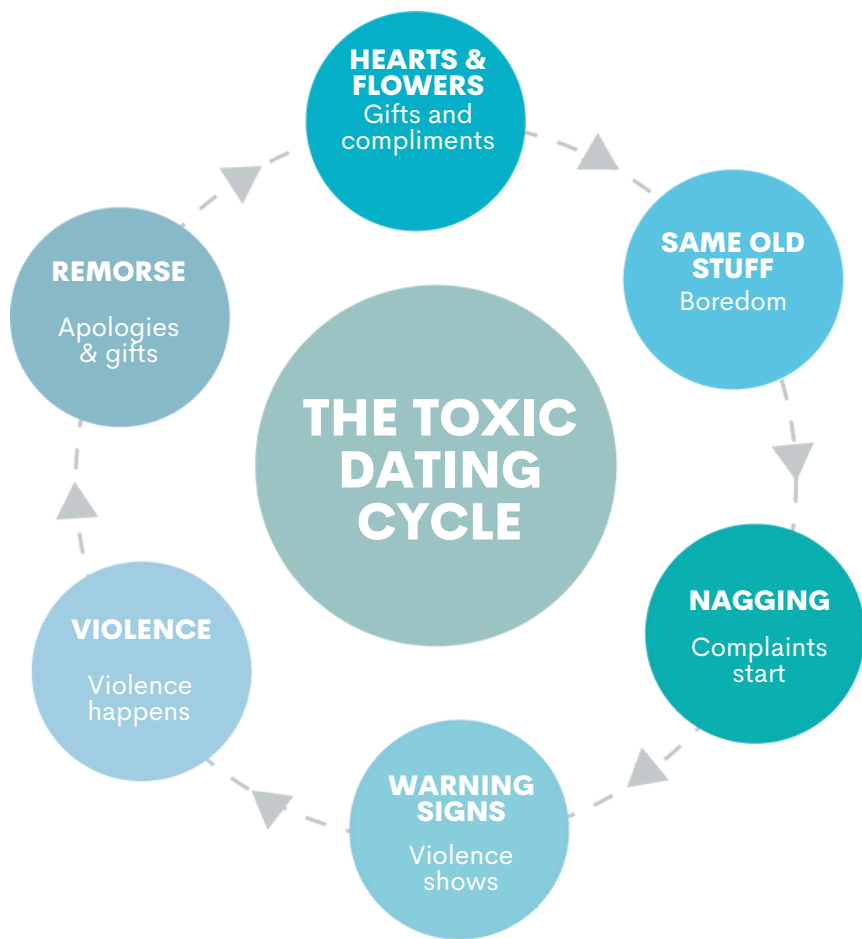 HEARTS &
FLOWERS
Gifts and
compliments
SAME OLD
STUFF
Boredom
NAGGING
Complaints
start
WARNING
SIGNS
Violence
shows
VIOLENCE
Violence
happens
REMORSE
Apologies
& gifts
THE TOXIC
DATING
CYCLE